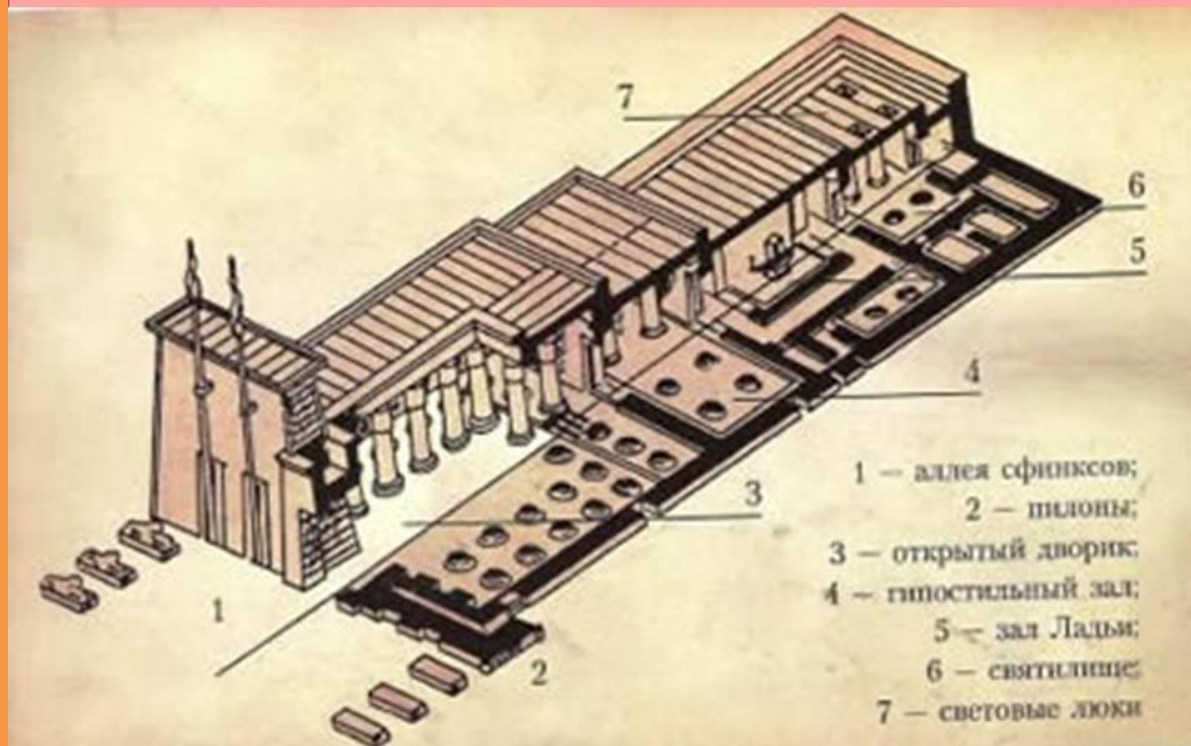 7
6
5
4
3
1
2
1 – аллея сфинксов;
2 – пилоны;
3 – открытый дворик;
4 – гипостильный зал;
5 – зал Ладьи;
6 – святилище;
7 – световые люки